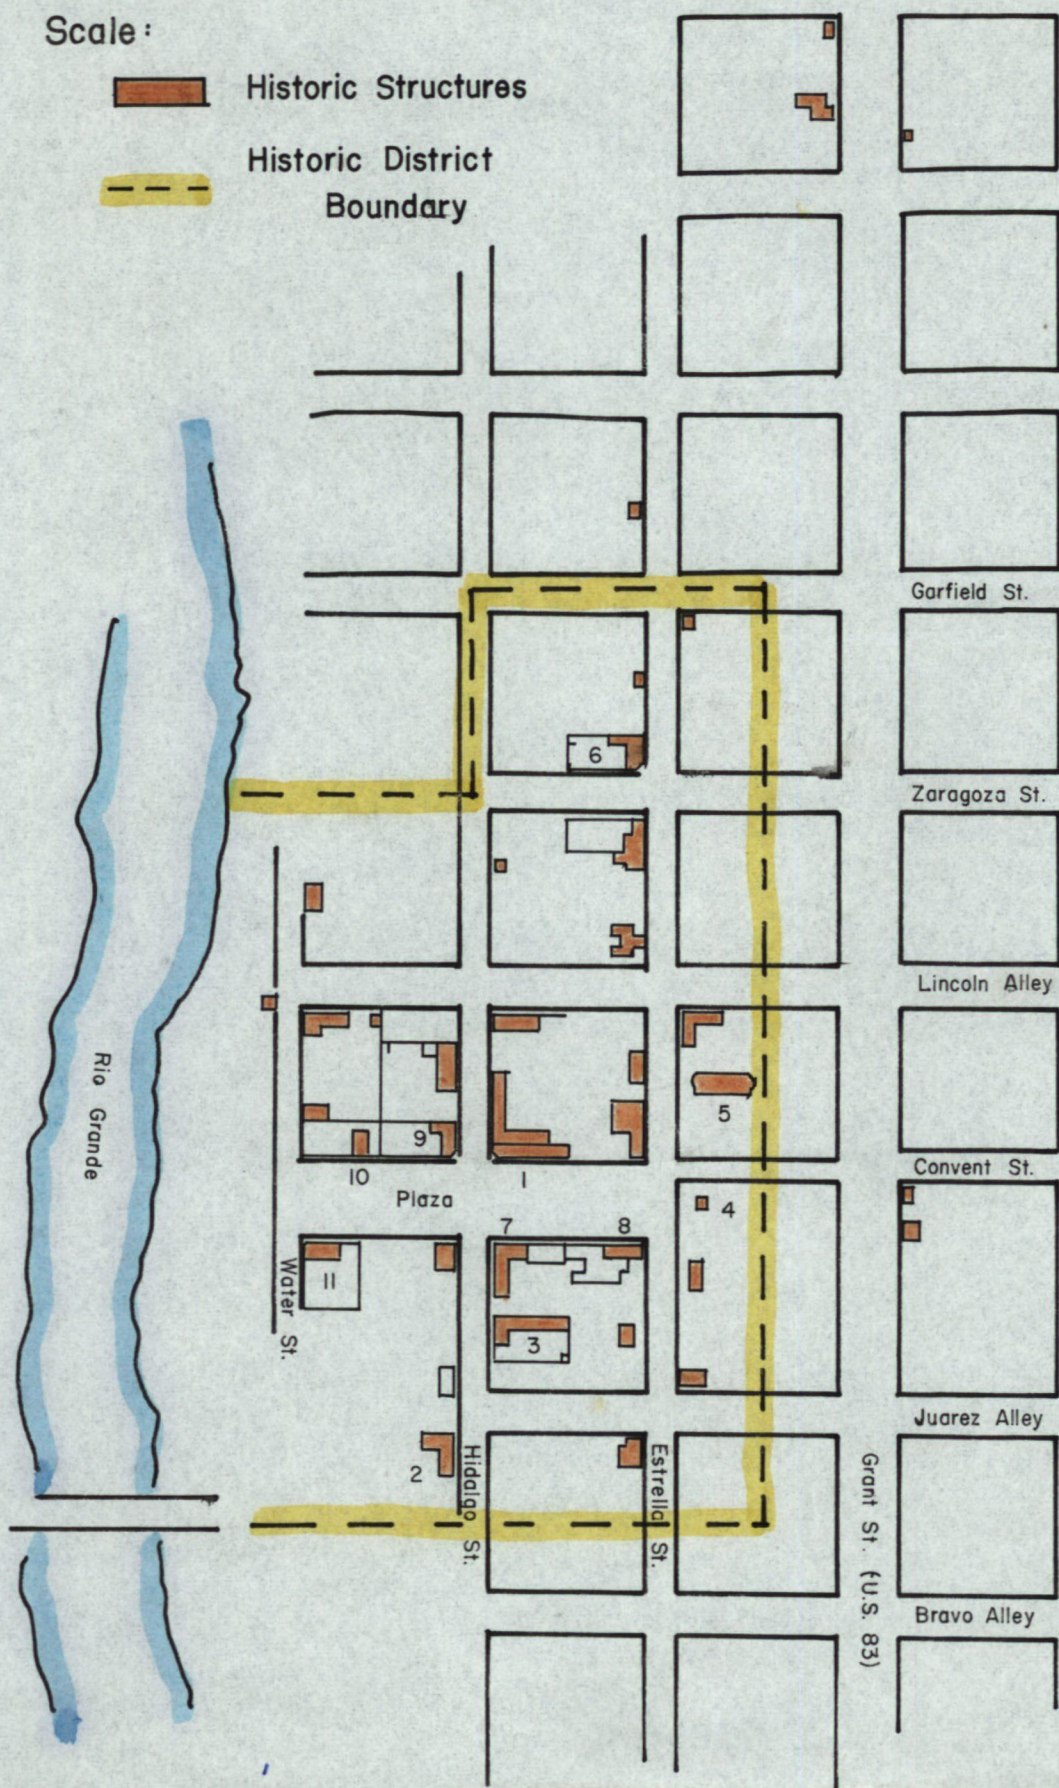 Scale:
Historic Structures
Historic District
Boundary
Garfield St.
6
Zaragoza St.
Lincoln Alley
Rio Grande
5
9
Convent St.
10
1
Plaza
4
7
8
Water St.
11
3
Juarez Alley
2
Hidalgo St.
Estrella St.
Grant St. (U.S. 83)
Bravo Alley